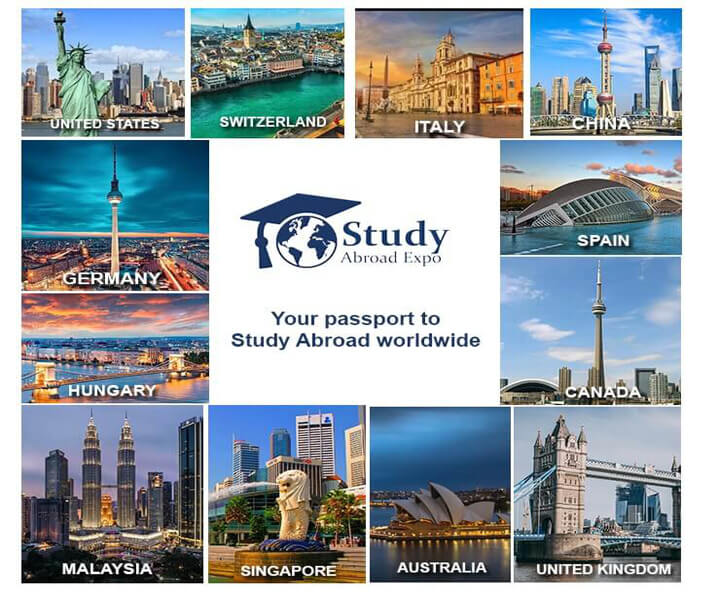 UNITED STATES
SWITZERLAND
ITALY
CHINA
GERMANY
Study
Abroad Expo
SPAIN
Your passport to
Study Abroad worldwide
HUNGARY
CANADA
MALAYSIA
SINGAPORE
AUSTRALIA
UNITED KINGDOM